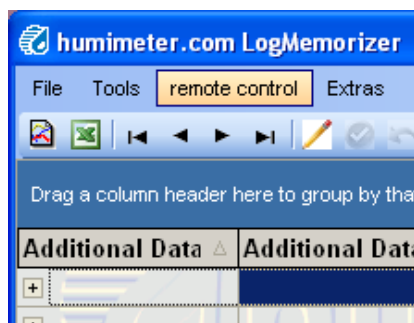 humimeter.com LogMemorizer
File Tools remote control Extras
Drag a column header here to group by tha
Additional Data Additional Data